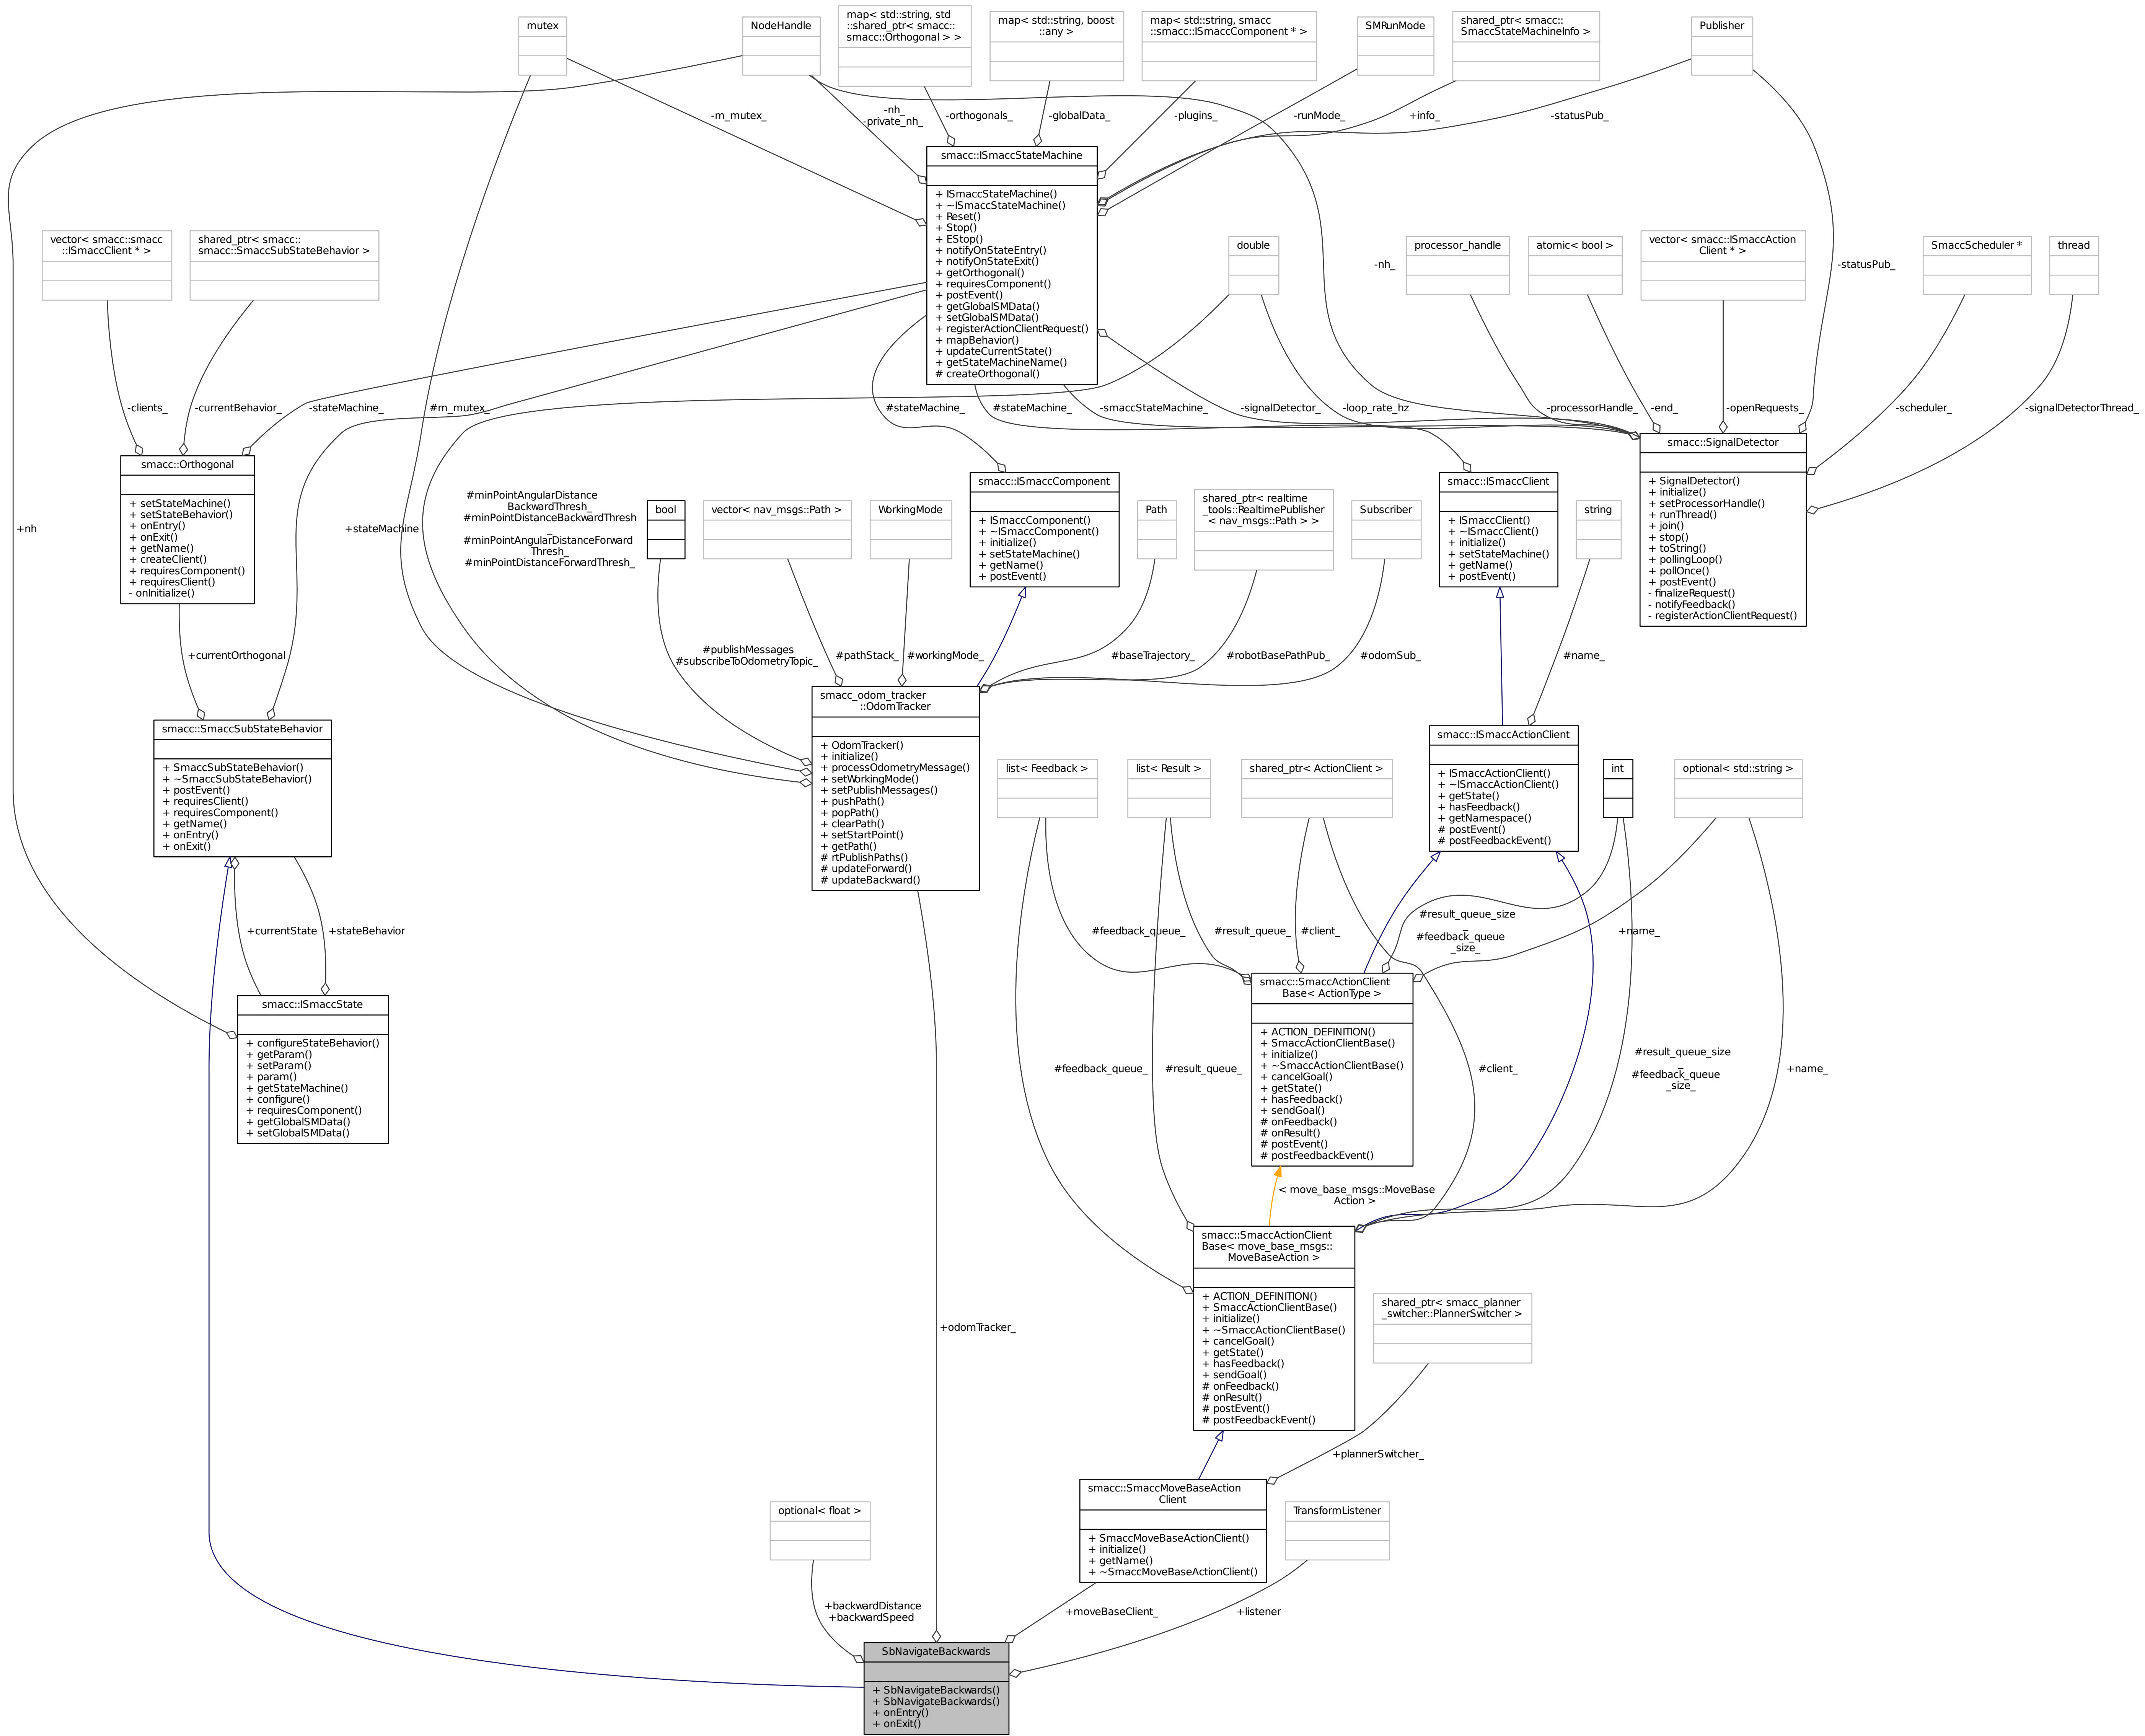 mutex
NodeHandle
map< std::string, std
::shared_ptr< smacc::
smacc::Orthogonal > >
map< std::string, boost
::any >
map< std::string, smacc
::smacc::ISmaccComponent * >
SMRunMode
shared_ptr< smacc::
SmaccStateMachineInfo >
Publisher
-m_mutex_
-nh_
-private_nh_
-orthogonals_
-globalData_
-plugins_
-runMode_
+info_
-statusPub_
smacc::ISmaccStateMachine
+ ISmaccStateMachine()
+ ~ISmaccStateMachine()
+ Reset()
+ Stop()
+ EStop()
+ notifyOnStateEntry()
+ notifyOnStateExit()
+ getOrthogonal()
+ requiresComponent()
+ postEvent()
+ getGlobalSMData()
+ setGlobalSMData()
+ registerActionClientRequest()
+ mapBehavior()
+ updateCurrentState()
+ getStateMachineName()
# createOrthogonal()
vector< smacc::smacc
::ISmaccClient * >
shared_ptr< smacc::
smacc::SmaccSubStateBehavior >
double
-nh_
processor_handle
atomic< bool >
vector< smacc::ISmaccAction
Client * >
-statusPub_
SmaccScheduler *
thread
-clients_
-currentBehavior_
-stateMachine_
#m_mutex_
#stateMachine_
#stateMachine_
-smaccStateMachine_
-signalDetector_
-loop_rate_hz
-processorHandle_
-end_
-openRequests_
-scheduler_
-signalDetectorThread_
smacc::Orthogonal
+ setStateMachine()
+ setStateBehavior()
+ onEntry()
+ onExit()
+ getName()
+ createClient()
+ requiresComponent()
+ requiresClient()
- onInitialize()
smacc::SignalDetector
+ SignalDetector()
+ initialize()
+ setProcessorHandle()
+ runThread()
+ join()
+ stop()
+ toString()
+ pollingLoop()
+ pollOnce()
+ postEvent()
- finalizeRequest()
- notifyFeedback()
- registerActionClientRequest()
+nh
+stateMachine
#minPointAngularDistance
BackwardThresh_
#minPointDistanceBackwardThresh
_
#minPointAngularDistanceForward
Thresh_
#minPointDistanceForwardThresh_
bool
vector< nav_msgs::Path >
WorkingMode
smacc::ISmaccComponent
+ ISmaccComponent()
+ ~ISmaccComponent()
+ initialize()
+ setStateMachine()
+ getName()
+ postEvent()
Path
shared_ptr< realtime
_tools::RealtimePublisher
< nav_msgs::Path > >
Subscriber
smacc::ISmaccClient
+ ISmaccClient()
+ ~ISmaccClient()
+ initialize()
+ setStateMachine()
+ getName()
+ postEvent()
string
+currentOrthogonal
#publishMessages
#subscribeToOdometryTopic_
#pathStack_
#workingMode_
#baseTrajectory_
#robotBasePathPub_
#odomSub_
#name_
smacc_odom_tracker
::OdomTracker
+ OdomTracker()
+ initialize()
+ processOdometryMessage()
+ setWorkingMode()
+ setPublishMessages()
+ pushPath()
+ popPath()
+ clearPath()
+ setStartPoint()
+ getPath()
# rtPublishPaths()
# updateForward()
# updateBackward()
smacc::SmaccSubStateBehavior
+ SmaccSubStateBehavior()
+ ~SmaccSubStateBehavior()
+ postEvent()
+ requiresClient()
+ requiresComponent()
+ getName()
+ onEntry()
+ onExit()
list< Feedback >
list< Result >
shared_ptr< ActionClient >
smacc::ISmaccActionClient
+ ISmaccActionClient()
+ ~ISmaccActionClient()
+ getState()
+ hasFeedback()
+ getNamespace()
# postEvent()
# postFeedbackEvent()
int
optional< std::string >
+currentState
+stateBehavior
#feedback_queue_
#result_queue_
#client_
#result_queue_size
_
#feedback_queue
_size_
+name_
smacc::ISmaccState
+ configureStateBehavior()
+ getParam()
+ setParam()
+ param()
+ getStateMachine()
+ configure()
+ requiresComponent()
+ getGlobalSMData()
+ setGlobalSMData()
smacc::SmaccActionClient
Base< ActionType >
+ ACTION_DEFINITION()
+ SmaccActionClientBase()
+ initialize()
+ ~SmaccActionClientBase()
+ cancelGoal()
+ getState()
+ hasFeedback()
+ sendGoal()
# onFeedback()
# onResult()
# postEvent()
# postFeedbackEvent()
#feedback_queue_
#result_queue_
#client_
#result_queue_size
_
#feedback_queue
_size_
+name_
< move_base_msgs::MoveBase
Action >
smacc::SmaccActionClient
Base< move_base_msgs::
MoveBaseAction >
+ ACTION_DEFINITION()
+ SmaccActionClientBase()
+ initialize()
+ ~SmaccActionClientBase()
+ cancelGoal()
+ getState()
+ hasFeedback()
+ sendGoal()
# onFeedback()
# onResult()
# postEvent()
# postFeedbackEvent()
shared_ptr< smacc_planner
_switcher::PlannerSwitcher >
+odomTracker_
+plannerSwitcher_
smacc::SmaccMoveBaseAction
Client
+ SmaccMoveBaseActionClient()
+ initialize()
+ getName()
+ ~SmaccMoveBaseActionClient()
optional< float >
TransformListener
+backwardDistance
+backwardSpeed
+moveBaseClient_
+listener
SbNavigateBackwards
+ SbNavigateBackwards()
+ SbNavigateBackwards()
+ onEntry()
+ onExit()